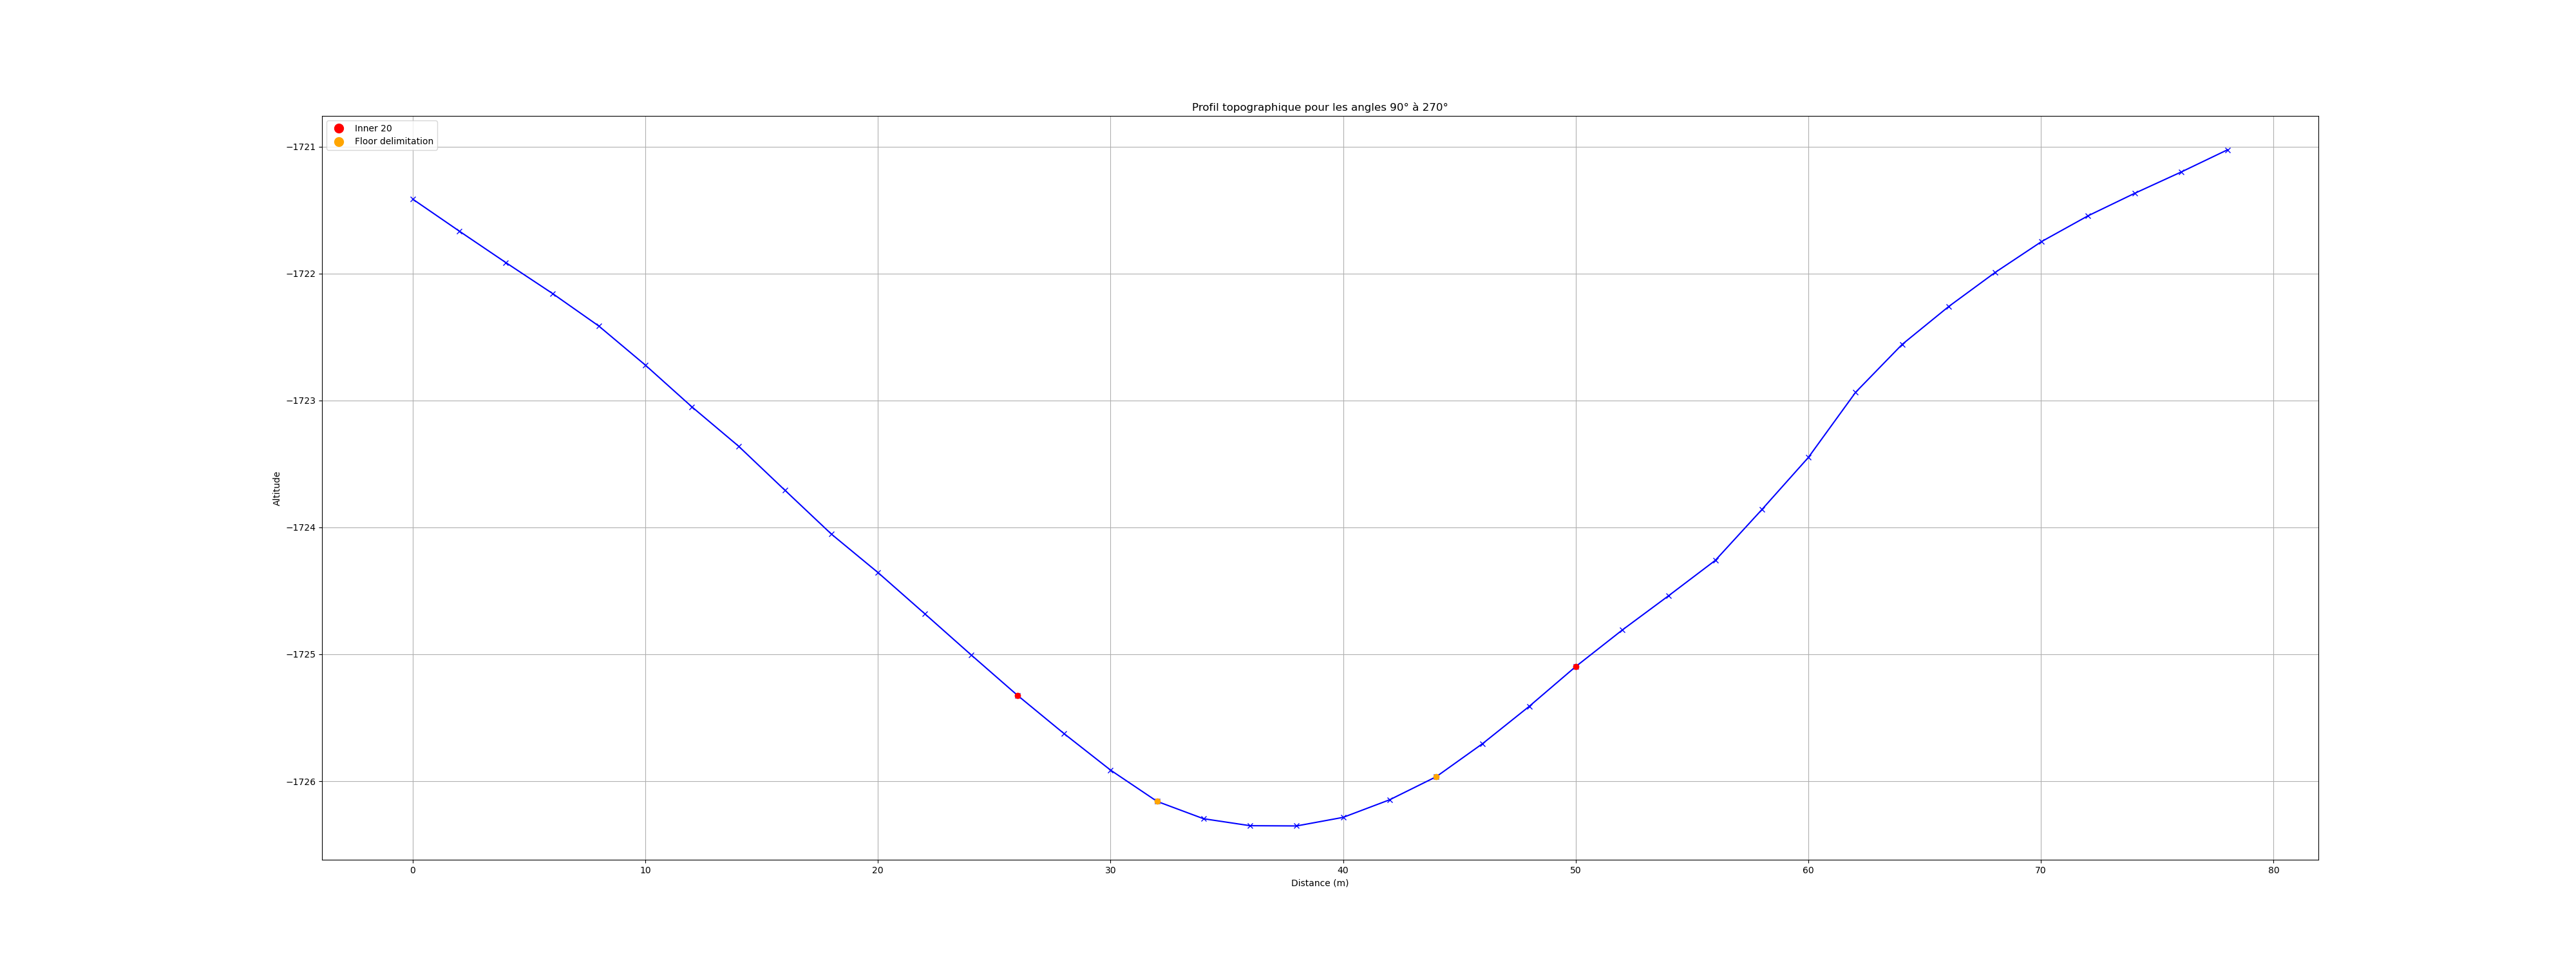 Profil topographique pour les angles 90° à 270°
Inner 20
Floor delimitation
−1721
−1722
−1723
−1724
−1725
−1726
Altitude
0 10 20 30 40 50 60 70 80
Distance (m)